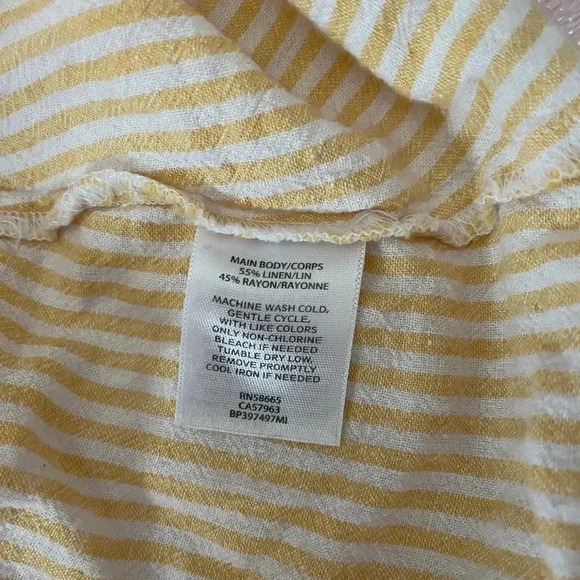 MAIN BODY/CORPS
55% LINEN/LIN
45% RAYON/RAYONNE
MACHINE WASH COLD,
GENTLE CYCLE,
WITH LIKE COLORS
ONLY NON-CHLORINE
BLEACH IF NEEDED
TUMBLE DRY LOW,
REMOVE PROMPTLY
COOL IRON IF NEEDED
RN58665
CA57963
BP397497MI